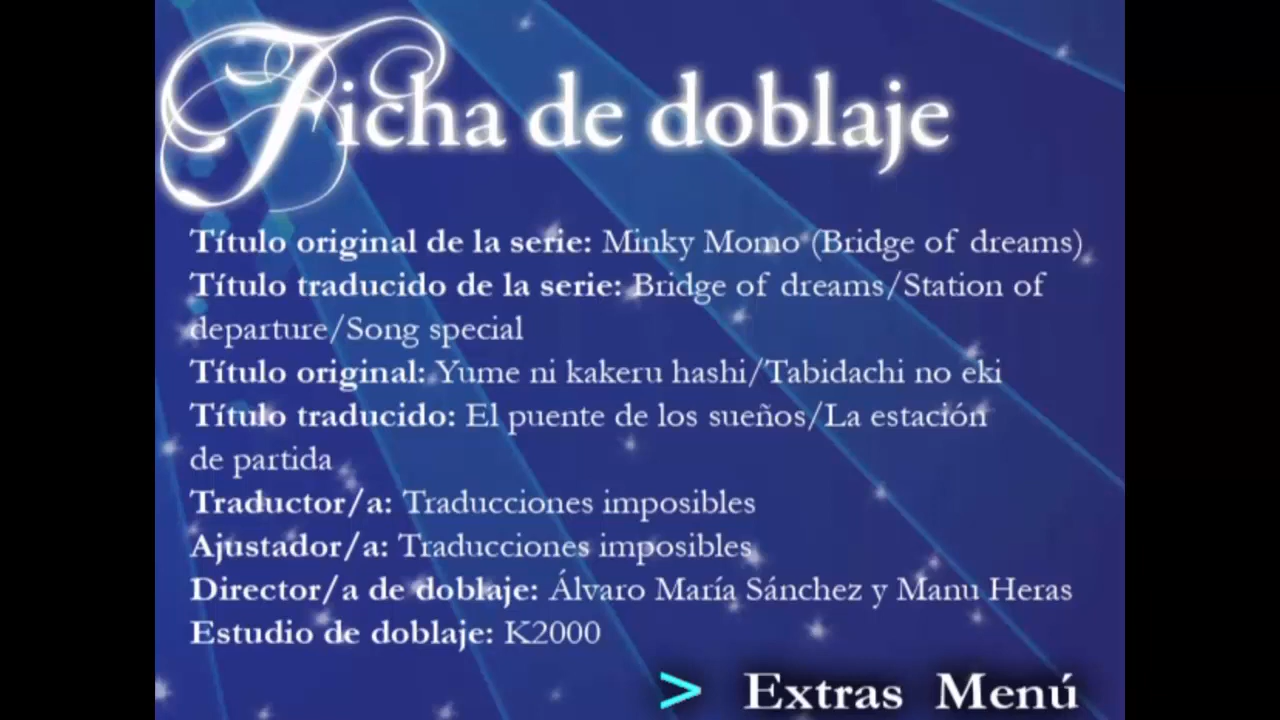 Ficha de doblaje
Título original de la serie: Minky Momo (Bridge of dreams)
Título traducido de la serie: Bridge of dreams/Station of
departure/Song special
Título original: Yume ni kakeru hashi/Tabidachi no eki
Título traducido: El puente de los sueños/La estación
de partida
Traductor/a: Traducciones imposibles
Ajustador/a: Traducciones imposibles
Director/a de doblaje: Álvaro María Sánchez y Manu Heras
Estudio de doblaje: K2000
> Extras Menú